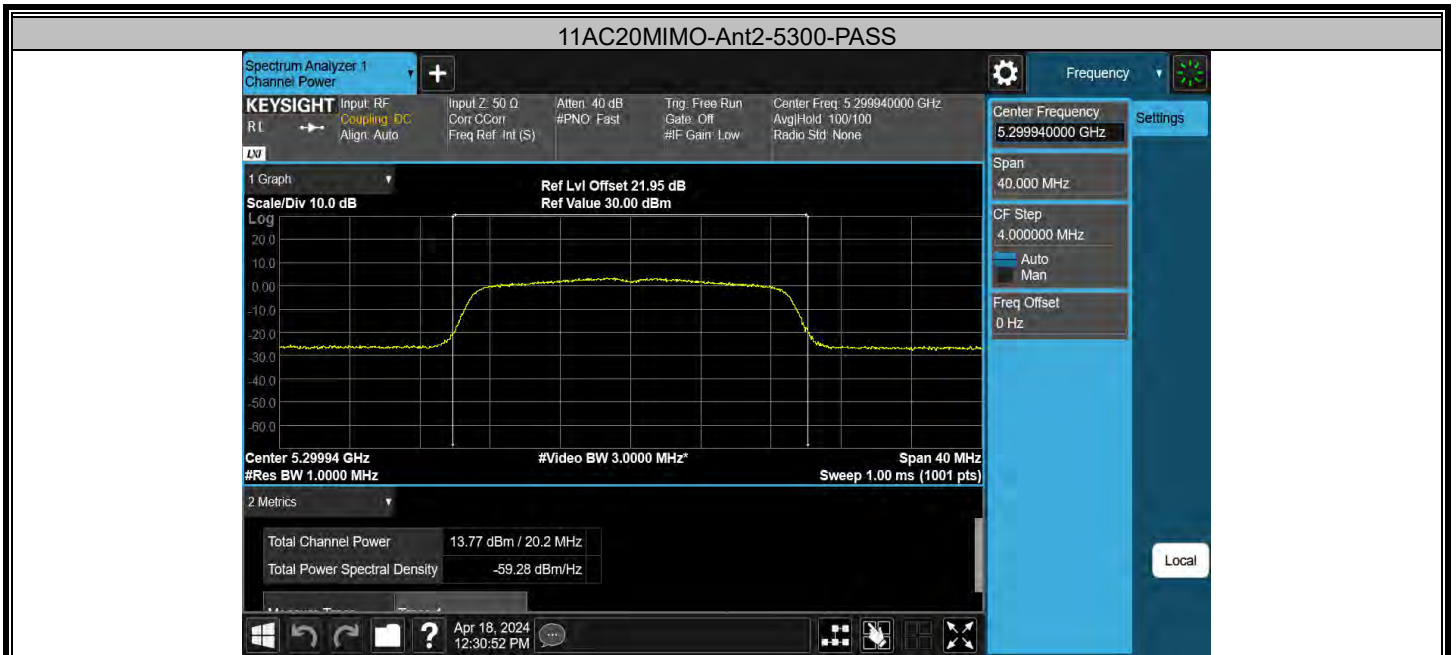 11AC20MIMO-Ant2-5300-PASS
Spectrum Analyzer 1
Channel Power
+
Frequency
KEYSIGHT
RL
LXI
Input: RF
Coupling: DC
Align: Auto
Input Z: 50 Ω
Corr CCorr
Freq Ref: Int (S)
Atten: 40 dB
#PNO: Fast
Trig: Free Run
Gate: Off
#IF Gain: Low
Center Freq: 5.299940000 GHz
Avg|Hold: 100/100
Radio Std: None
Center Frequency
5.299940000 GHz
Settings
Span
40.000 MHz
CF Step
4.000000 MHz
Auto
Man
Freq Offset
0 Hz
Local
1 Graph
Scale/Div 10.0 dB
Ref Lvl Offset 21.95 dB
Ref Value 30.00 dBm
Log
20.0
10.0
0.00
-10.0
-20.0
-30.0
-40.0
-50.0
-60.0
Center 5.29994 GHz
#Video BW 3.0000 MHz*
Span 40 MHz
#Res BW 1.0000 MHz
Sweep 1.00 ms (1001 pts)
2 Metrics
Total Channel Power 13.77 dBm / 20.2 MHz
Total Power Spectral Density -59.28 dBm/Hz
?
Apr 18, 2024
12:30:52 PM